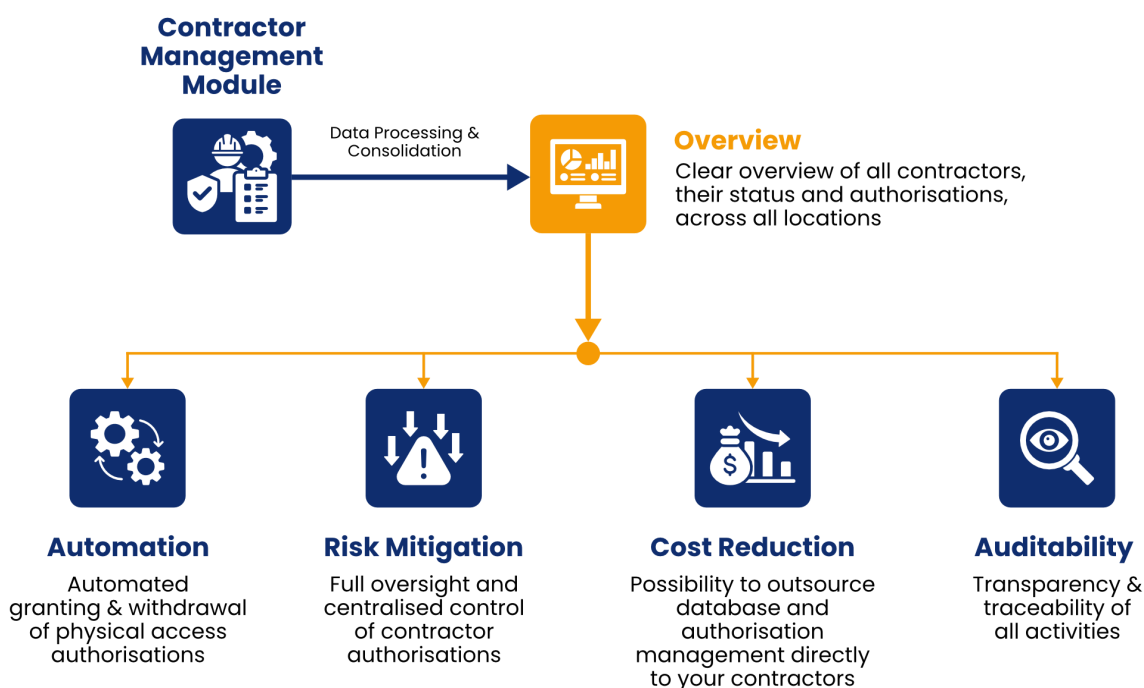 Contractor
Management
Module
Data Processing &
Consolidation
Overview
Clear overview of all contractors,
their status and authorisations,
across all locations
Automation
Automated
granting & withdrawal
of physical access
authorisations
Risk Mitigation
Full oversight and
centralised control
of contractor
authorisations
$
Cost Reduction
Possibility to outsource
database and
authorisation
management directly
to your contractors
Auditability
Transparency &
traceability of
all activities